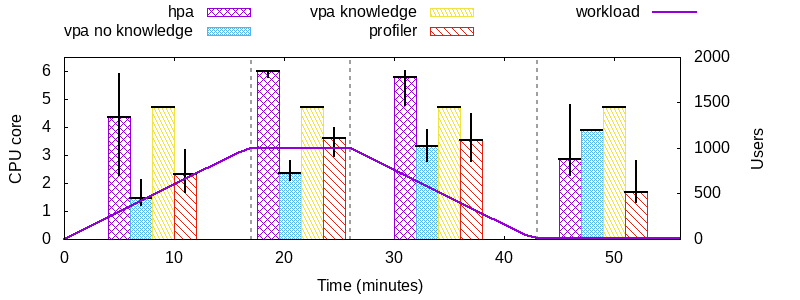 hpa vpa knowledge workload
vpa no knowledge profiler
6 2000
5 1500
4
3 1000
2 500
1
0 0
CPU core
Users
0 10 20 30 40 50
Time (minutes)